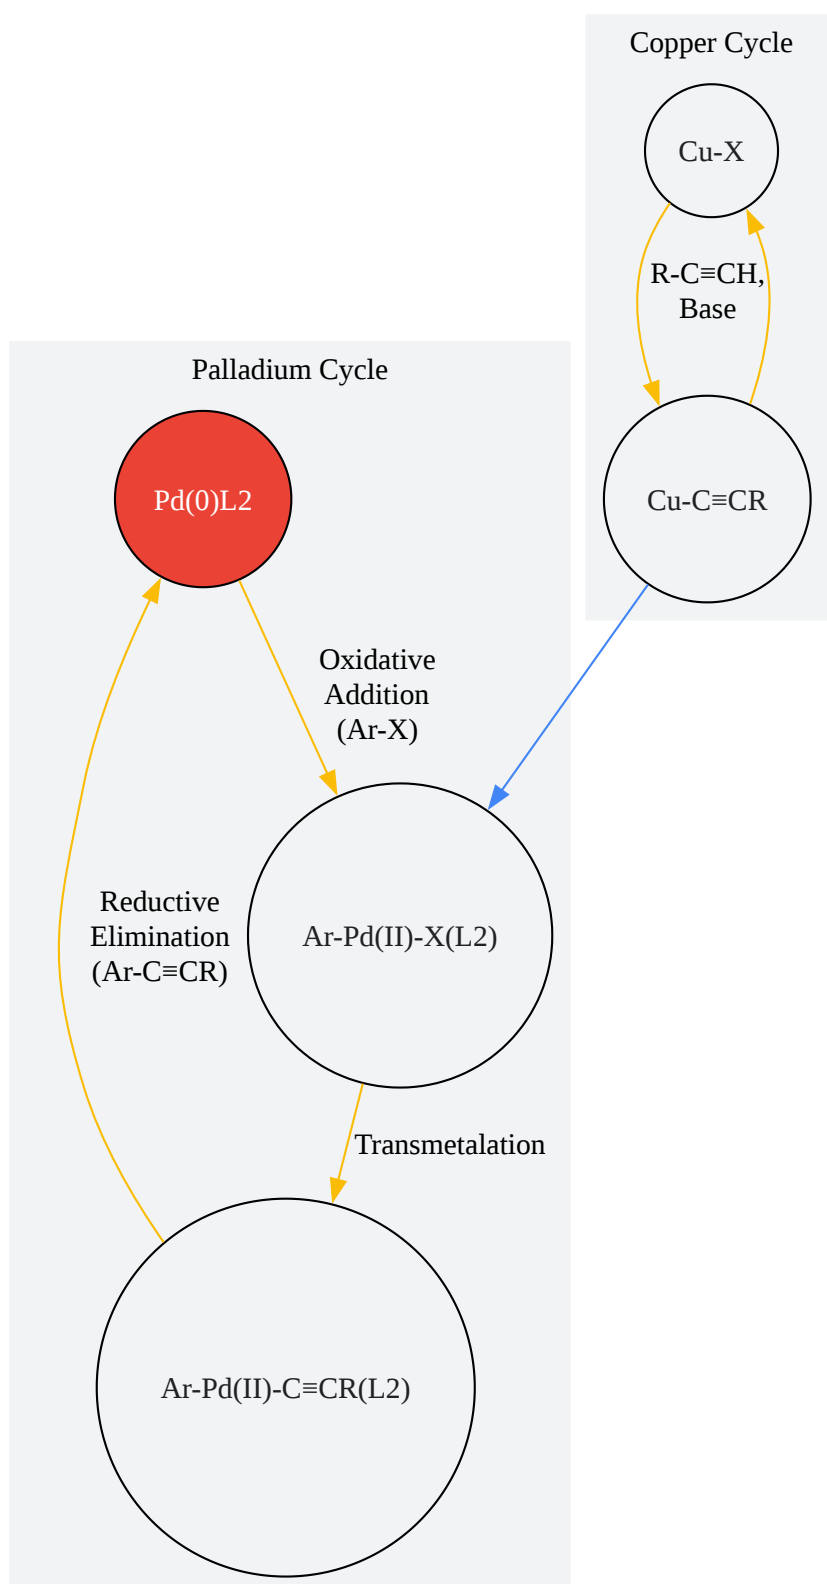 Copper Cycle
Cu-X
R-C≡CH,
Base
Cu-C≡CR
Palladium Cycle
Pd(0)L2
Oxidative
Addition
(Ar-X)
Reductive
Elimination
(Ar-C≡CR)
Ar-Pd(II)-X(L2)
Transmetalation
Ar-Pd(II)-C≡CR(L2)